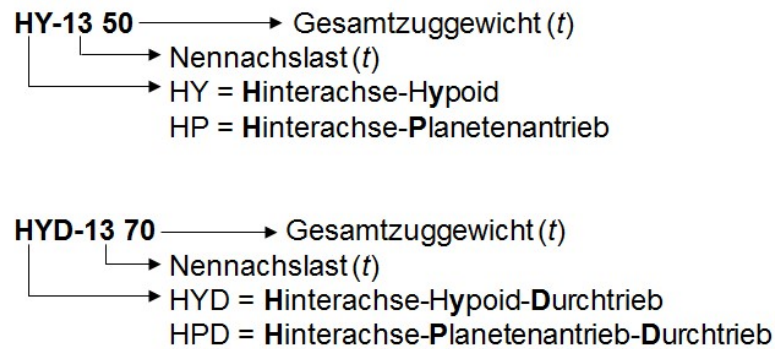 HY-13 50 Gesamtzuggewicht (t)
Nennachslast (t)
HY = Hinterachse-Hypoid
HP = Hinterachse-Planetenantrieb
HYD-13 70 Gesamtzuggewicht (t)
Nennachslast (t)
HYD = Hinterachse-Hypoid-Durchtrieb
HPD = Hinterachse-Planetenantrieb-Durchtrieb